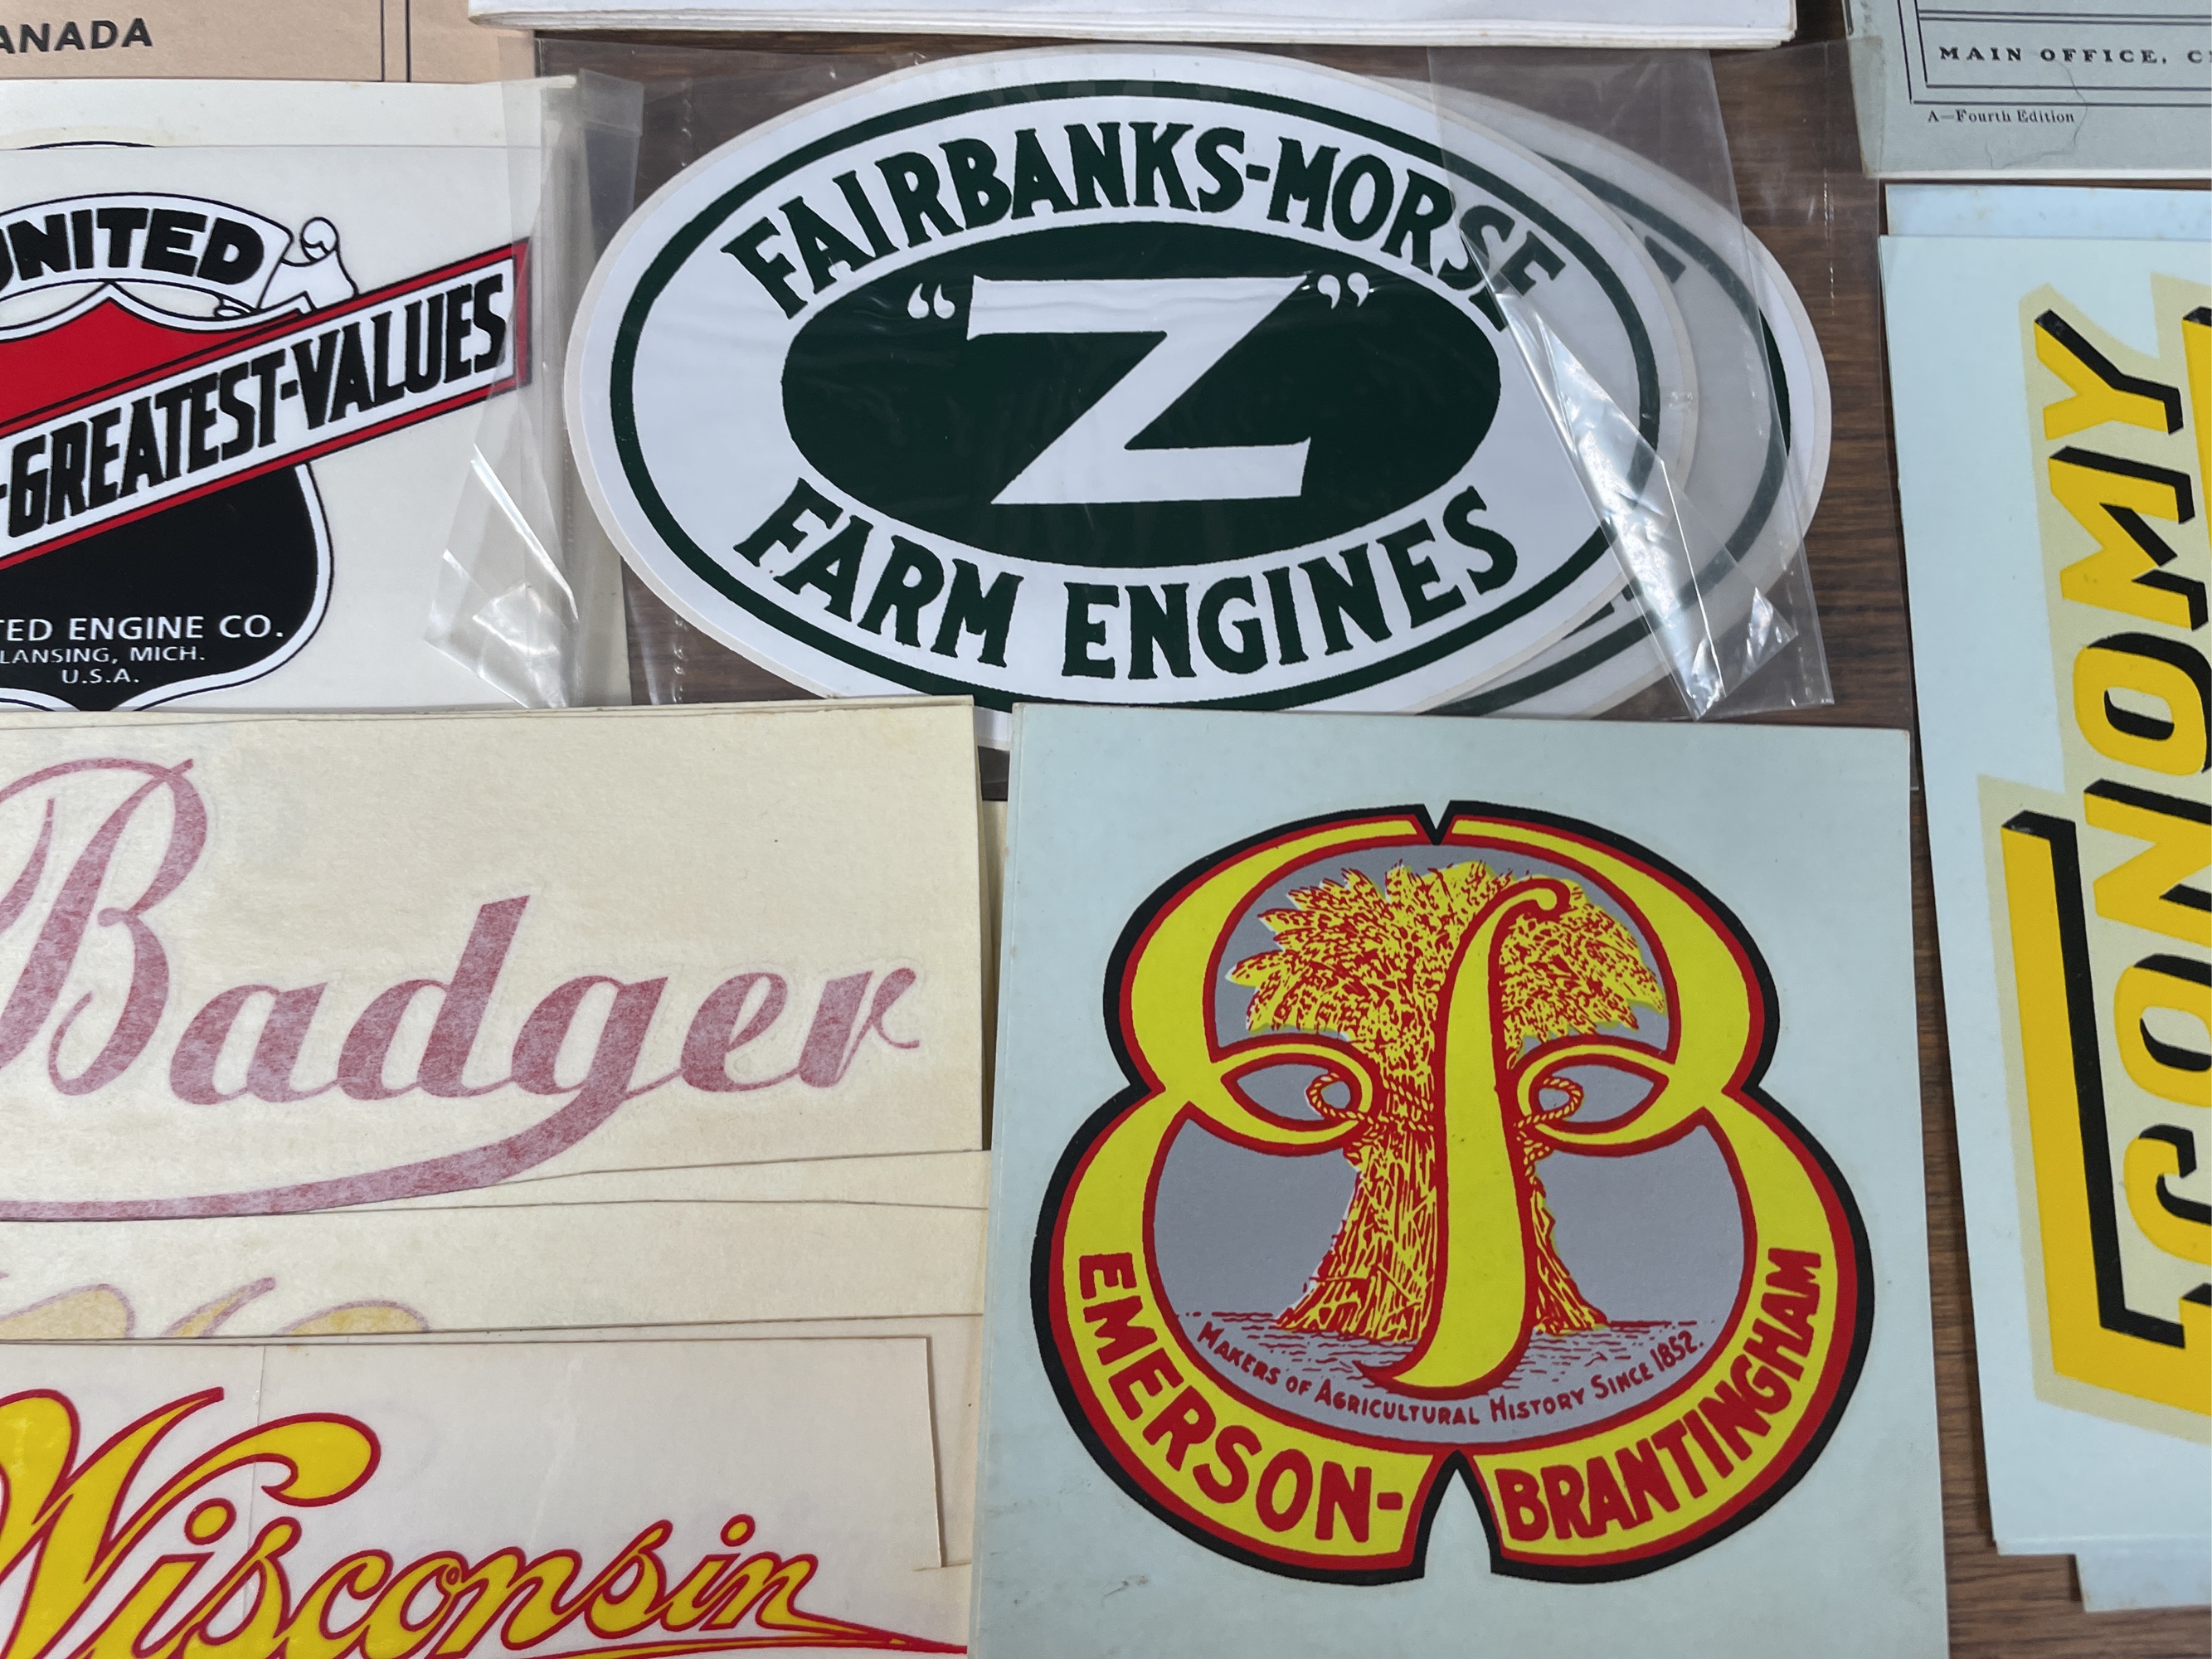 ANADA
MAIN OFFICE, C
A—Fourth Edition
UNITED
-GREATEST-VALUES
TED ENGINE CO.
LANSING, MICH.
U.S.A.
FAIRBANKS-MORSE
“Z”
FARM ENGINES
ECONOMY
Badger
Wisconsin
MAKERS OF AGRICULTURAL HISTORY SINCE 1852.
EMERSON-
BRANTINGHAM